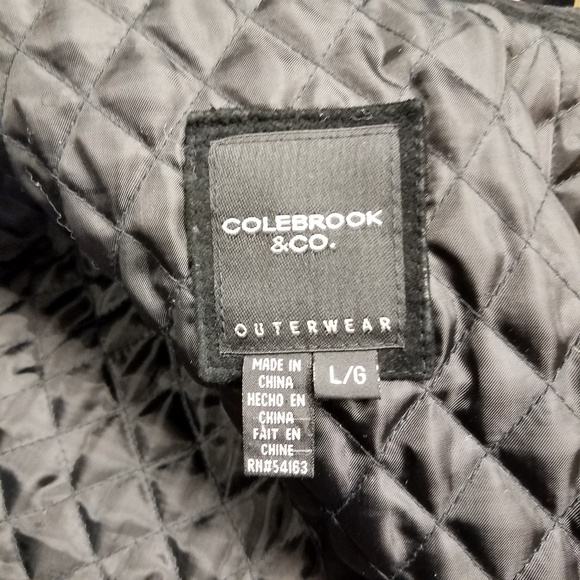 COLEBROOK
&CO.
OUTERWEAR
MADE IN
CHINA
HECHO EN
CHINA
FAIT EN
CHINE
RN#54163
L/G